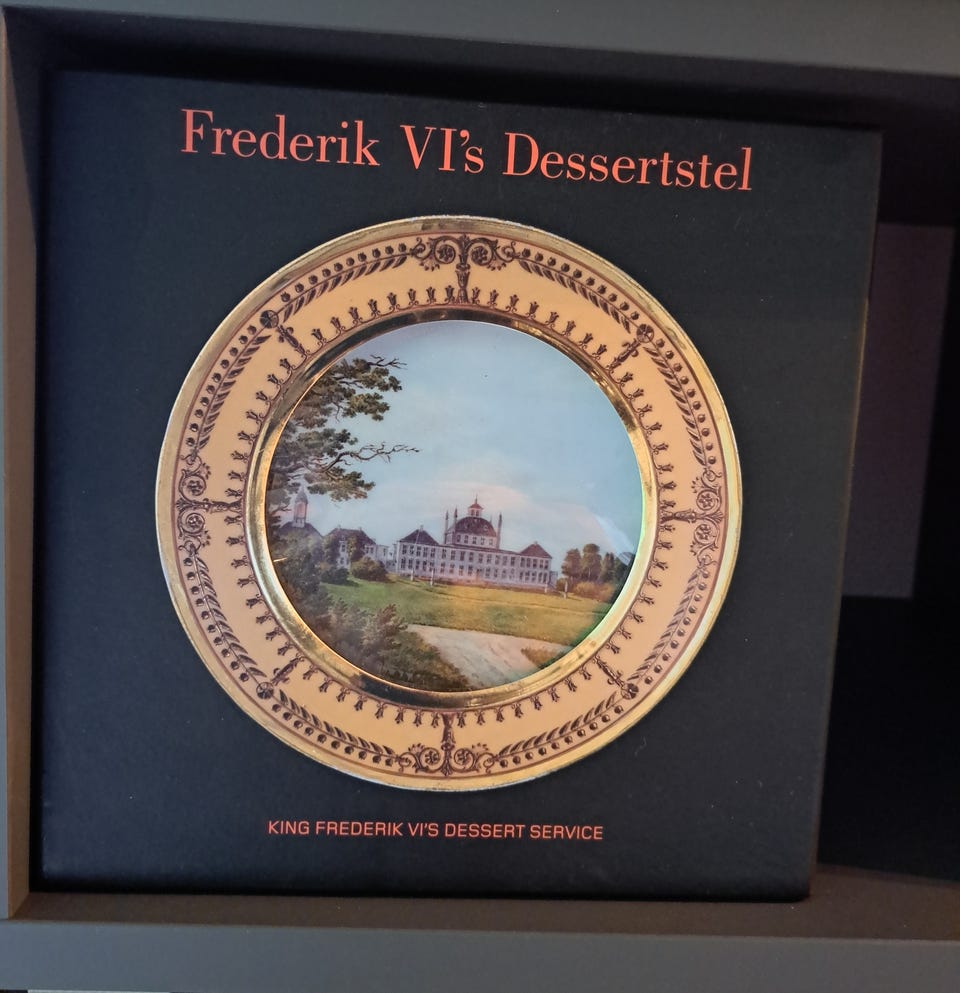 Frederik VI's Dessertstel
KING FREDERIK VI'S DESSERT SERVICE